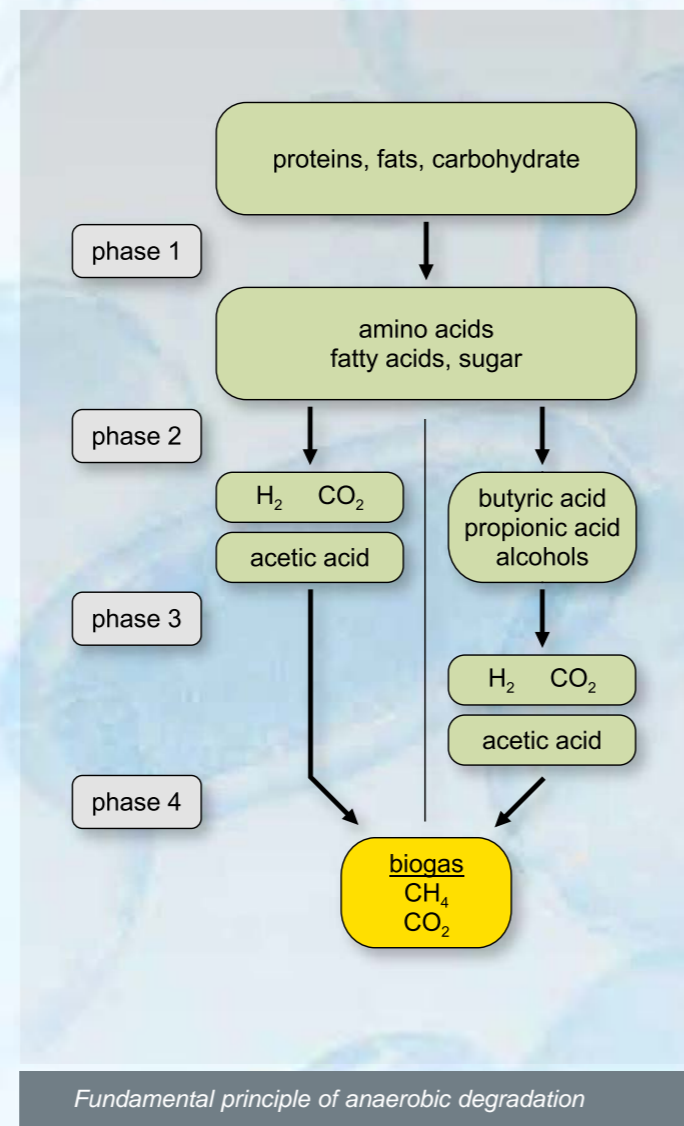 proteins, fats, carbohydrate
phase 1
amino acids
fatty acids, sugar
phase 2
H₂ CO₂
acetic acid
butyric acid
propionic acid
alcohols
phase 3
H₂ CO₂
acetic acid
phase 4
biogas
CH₄
CO₂
Fundamental principle of anaerobic degradation